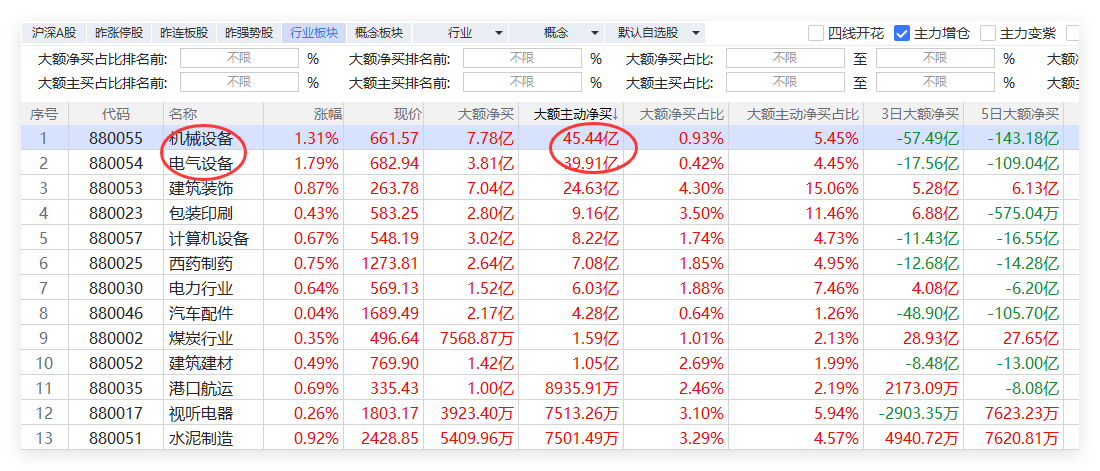 沪深A股 昨涨停股 昨连板股 昨强势股 行业板块 概念板块 行业 概念 默认自选股 四线开花 主力增仓 主力变紫
大额净买占比排名前: 不限 % 大额净买排名前: 不限 % 大额净买占比: 不限 至 不限 % 大额净
大额主买占比排名前: 不限 % 大额主买排名前: 不限 % 大额主买占比: 不限 至 不限 % 大额主
序号 代码 名称 涨幅 现价 大额净买 大额主动净买↓ 大额净买占比 大额主动净买占比 3日大额净买 5日大额净买
1 880055 机械设备 1.31% 661.57 7.78亿 45.44亿 0.93% 5.45% -57.49亿 -143.18亿
2 880054 电气设备 1.79% 682.94 3.81亿 39.91亿 0.42% 4.45% -17.56亿 -109.04亿
3 880053 建筑装饰 0.87% 263.78 7.04亿 24.63亿 4.30% 15.06% 5.28亿 6.13亿
4 880023 包装印刷 0.43% 583.25 2.80亿 9.16亿 3.50% 11.46% 6.88亿 -575.04万
5 880057 计算机设备 0.67% 548.19 3.02亿 8.22亿 1.74% 4.73% -11.43亿 -16.55亿
6 880025 西药制药 0.75% 1273.81 2.64亿 7.08亿 1.85% 4.95% -12.68亿 -14.28亿
7 880030 电力行业 0.64% 569.13 1.52亿 6.03亿 1.88% 7.46% 4.08亿 -6.20亿
8 880046 汽车配件 0.04% 1689.49 2.17亿 4.28亿 0.64% 1.26% -48.90亿 -105.70亿
9 880002 煤炭行业 0.35% 496.64 7568.87万 1.59亿 1.01% 2.13% 28.93亿 27.65亿
10 880052 建筑建材 0.49% 769.90 1.42亿 1.05亿 2.69% 1.99% -8.48亿 -13.00亿
11 880035 港口航运 0.69% 335.43 1.00亿 8935.91万 2.46% 2.19% 2173.09万 -8.08亿
12 880017 视听电器 0.26% 1803.17 3923.40万 7513.26万 3.10% 5.94% -2903.35万 7623.23万
13 880051 水泥制造 0.92% 2428.85 5409.96万 7501.49万 3.29% 4.57% 4940.72万 7620.81万